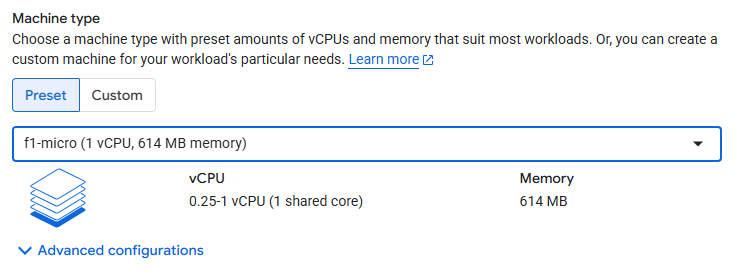 Machine type
Choose a machine type with preset amounts of vCPUs and memory that suit most workloads. Or, you can create a
custom machine for your workload's particular needs. Learn more
Preset Custom
f1-micro (1 vCPU, 614 MB memory)
vCPU Memory
0.25-1 vCPU (1 shared core) 614 MB
Advanced configurations